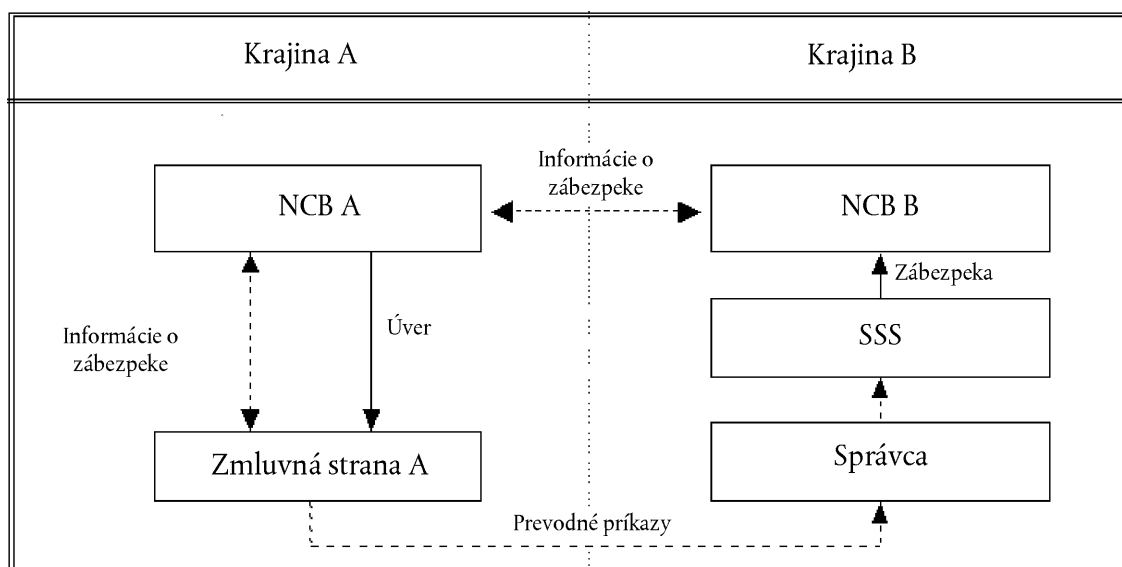 Krajina A
Krajina B
Informácie o
zábezpeke
NCB A
NCB B
Zábezpeka
Informácie o
zábezpeke
Úver
SSS
Zmluvná strana A
Správca
Prevodné príkazy